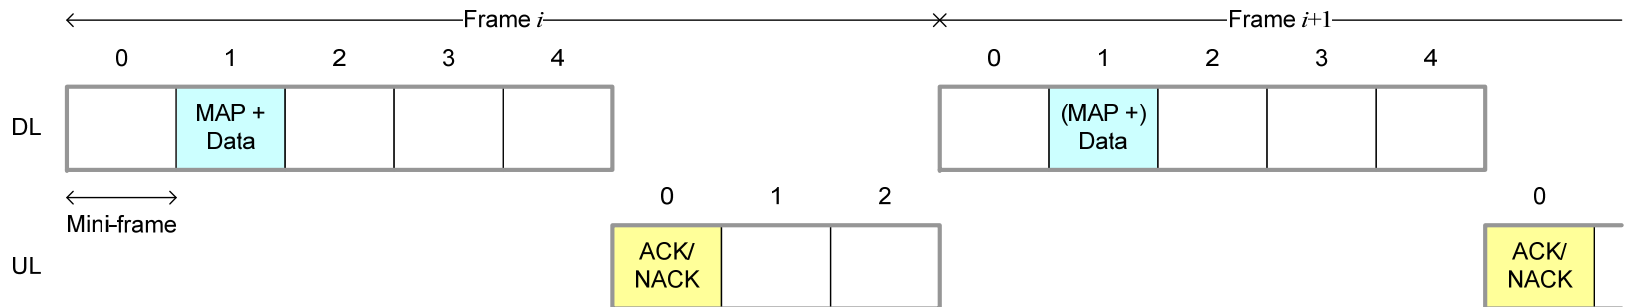 Frame i
Frame i+1
0 1 2 3 4
0 1 2 3 4
DL
MAP +
Data
(MAP +)
Data
Mini-frame
0 1 2
0
UL
ACK/
NACK
ACK/
NACK